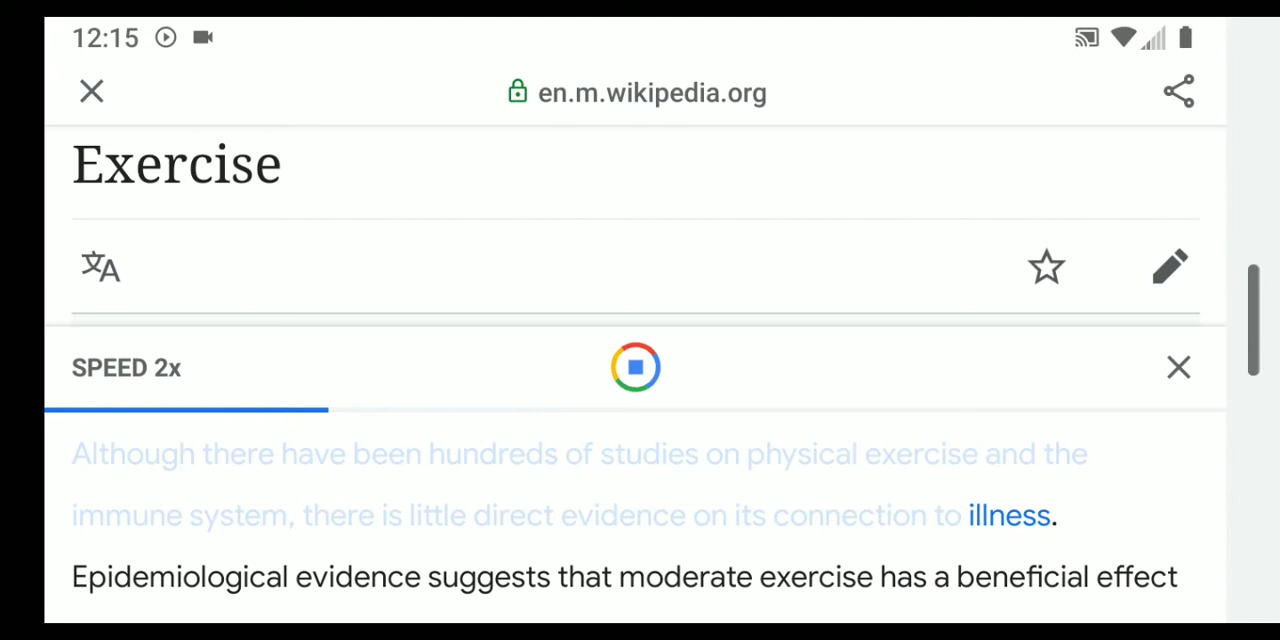 12:15
en.m.wikipedia.org
Exercise
文A
SPEED 2x
Although there have been hundreds of studies on physical exercise and the
immune system, there is little direct evidence on its connection to illness.
Epidemiological evidence suggests that moderate exercise has a beneficial effect